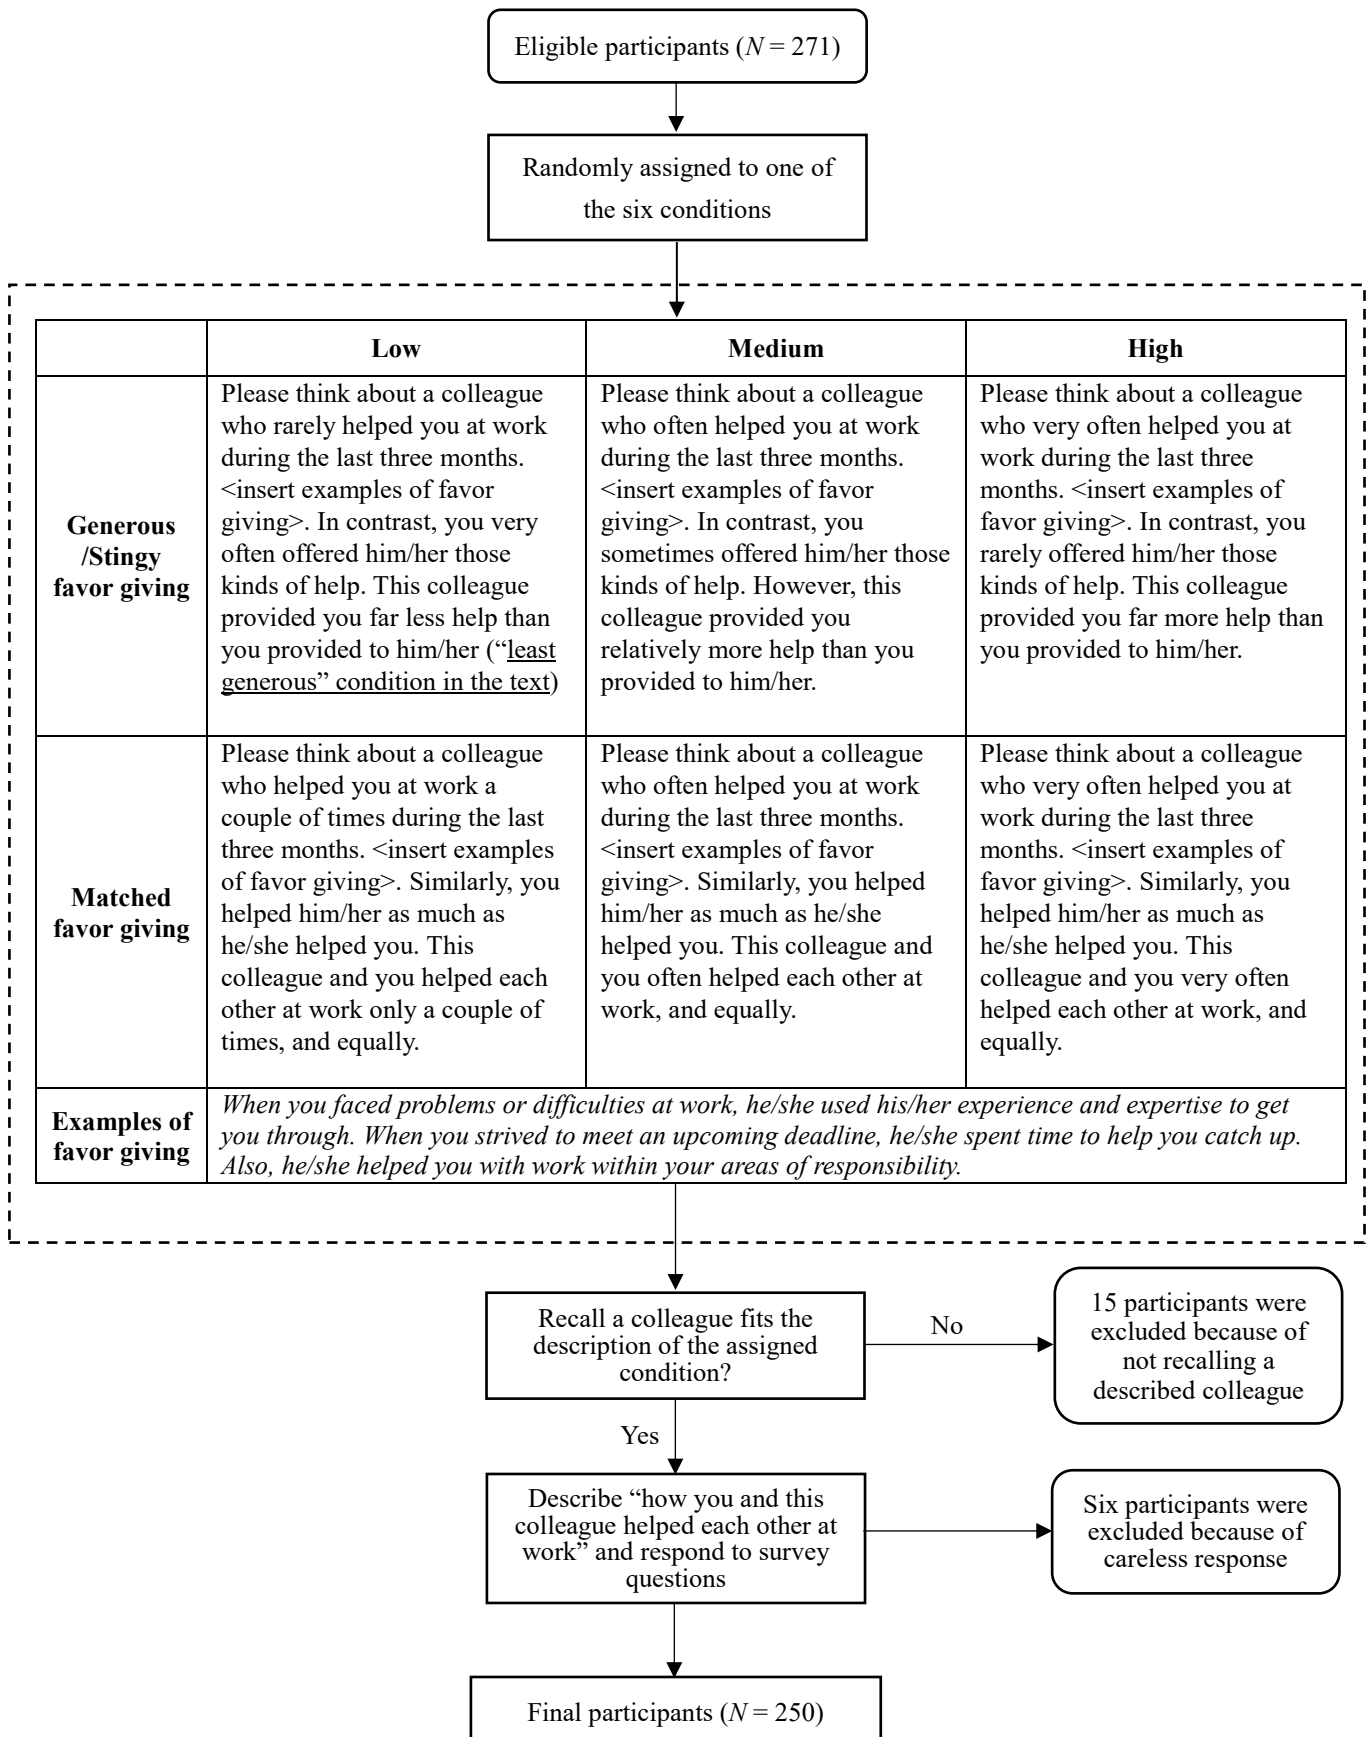 Eligible participants (N = 271)
Randomly assigned to one of
the six conditions
Low
Medium
High
Generous
/Stingy
favor giving
Please think about a colleague
who rarely helped you at work
during the last three months.
<insert examples of favor
giving>. In contrast, you very
often offered him/her those
kinds of help. This colleague
provided you far less help than
you provided to him/her (“least
generous” condition in the text)
Please think about a colleague
who often helped you at work
during the last three months.
<insert examples of favor
giving>. In contrast, you
sometimes offered him/her those
kinds of help. However, this
colleague provided you
relatively more help than you
provided to him/her.
Please think about a colleague
who very often helped you at
work during the last three
months. <insert examples of
favor giving>. In contrast, you
rarely offered him/her those
kinds of help. This colleague
provided you far more help than
you provided to him/her.
Matched
favor giving
Please think about a colleague
who helped you at work a
couple of times during the last
three months. <insert examples
of favor giving>. Similarly, you
helped him/her as much as
he/she helped you. This
colleague and you helped each
other at work only a couple of
times, and equally.
Please think about a colleague
who often helped you at work
during the last three months.
<insert examples of favor
giving>. Similarly, you helped
him/her as much as he/she
helped you. This colleague and
you often helped each other at
work, and equally.
Please think about a colleague
who very often helped you at
work during the last three
months. <insert examples of
favor giving>. Similarly, you
helped him/her as much as
he/she helped you. This
colleague and you very often
helped each other at work, and
equally.
Examples of
favor giving
When you faced problems or difficulties at work, he/she used his/her experience and expertise to get
you through. When you strived to meet an upcoming deadline, he/she spent time to help you catch up.
Also, he/she helped you with work within your areas of responsibility.
Recall a colleague fits the
description of the assigned
condition?
No
15 participants were
excluded because of
not recalling a
described colleague
Yes
Describe “how you and this
colleague helped each other at
work” and respond to survey
questions
Six participants were
excluded because of
careless response
Final participants (N = 250)